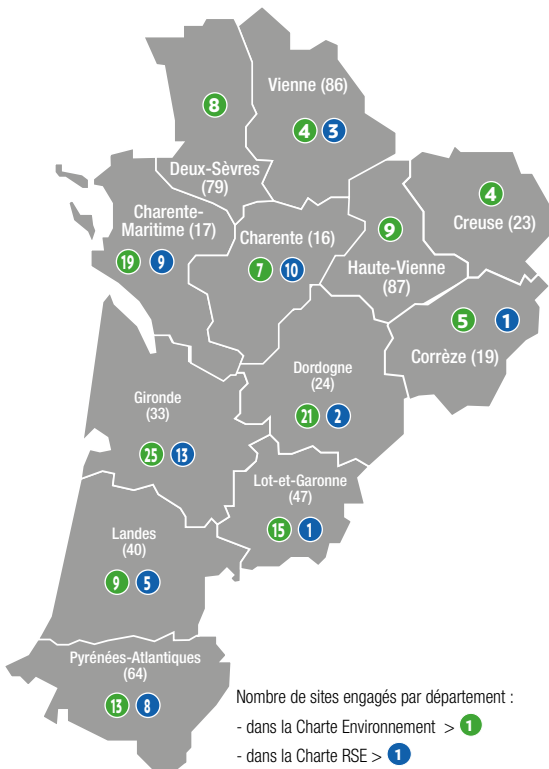 8
Deux-Sèvres
(79)
Vienne (86)
4 3
4
Creuse (23)
9
Haute-Vienne
(87)
Charente-
Maritime (17)
19 9
Charente (16)
7 10
5 1
Corrèze (19)
Dordogne
(24)
21 2
Gironde
(33)
25 13
Lot-et-Garonne
(47)
15 1
Landes
(40)
9 5
Pyrénées-Atlantiques
(64)
13 8
Nombre de sites engagés par département :
- dans la Charte Environnement > 1
- dans la Charte RSE > 1